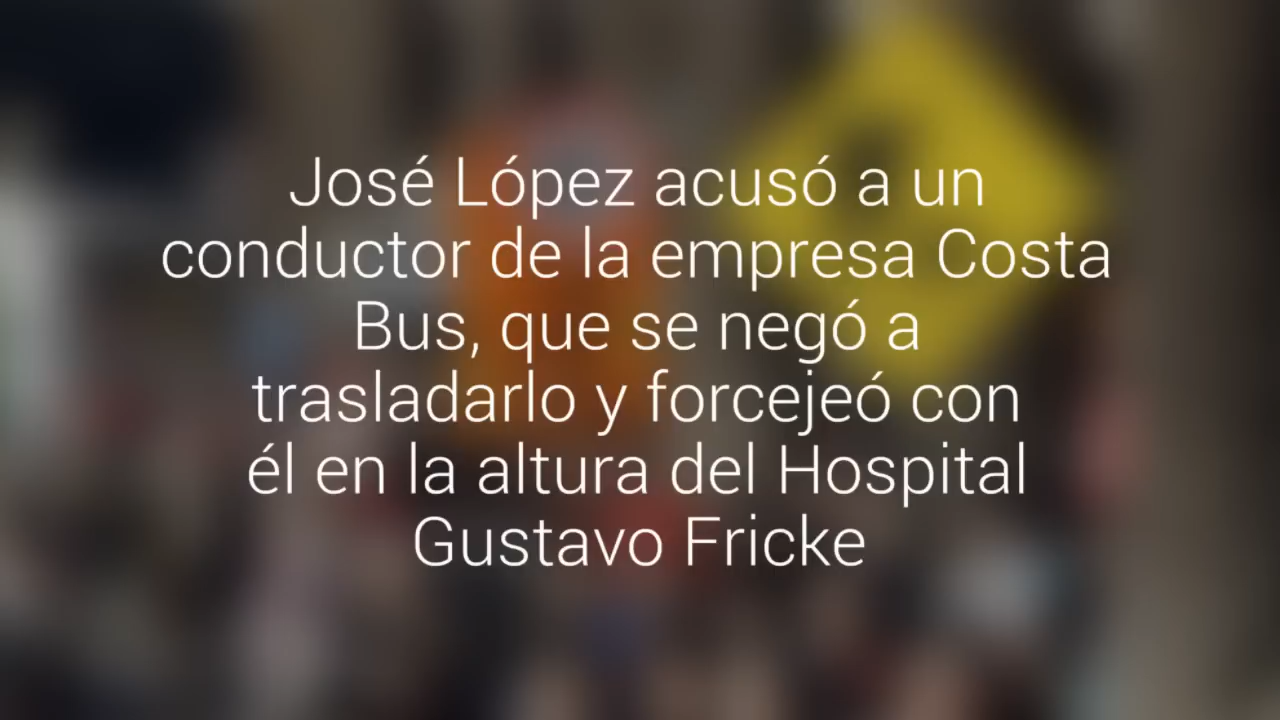 José López acusó a un
conductor de la empresa Costa
Bus, que se negó a
trasladarlo y forcejeó con
él en la altura del Hospital
Gustavo Fricke